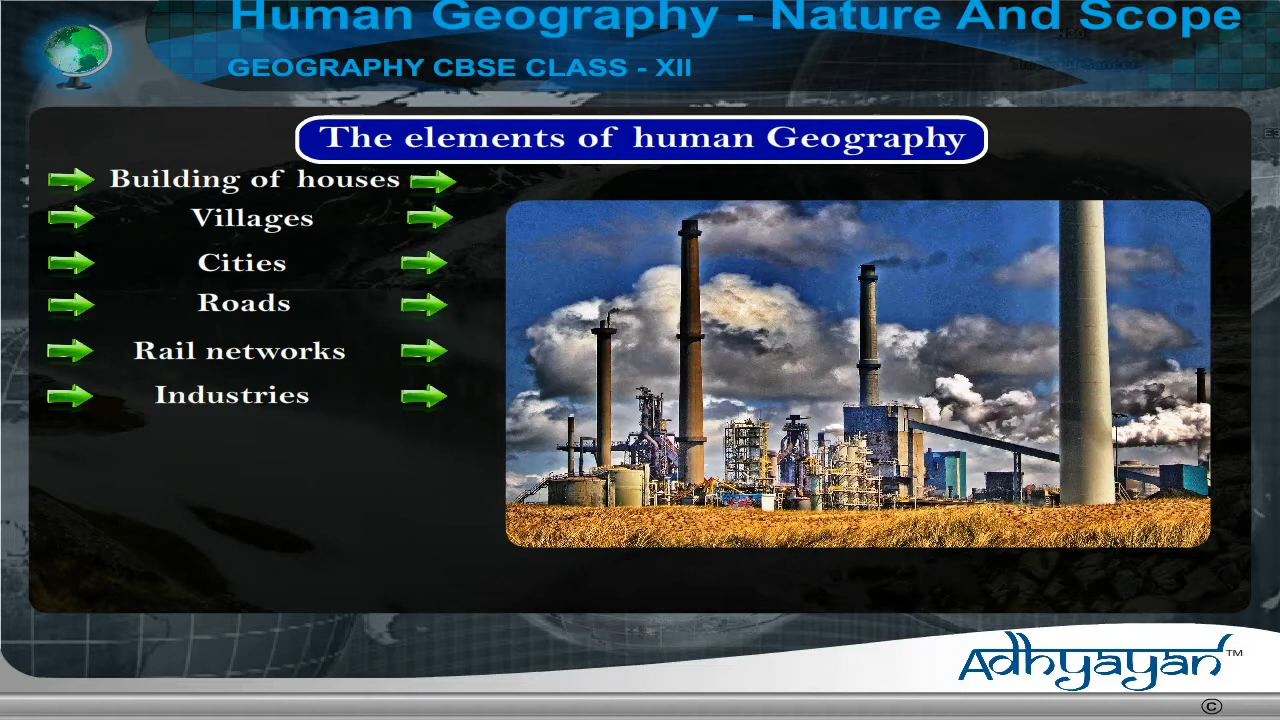 Human Geography - Nature And Scope
GEOGRAPHY CBSE CLASS - XII
The elements of human Geography
Building of houses
Villages
Cities
Roads
Rail networks
Industries
Adhyayan™
©